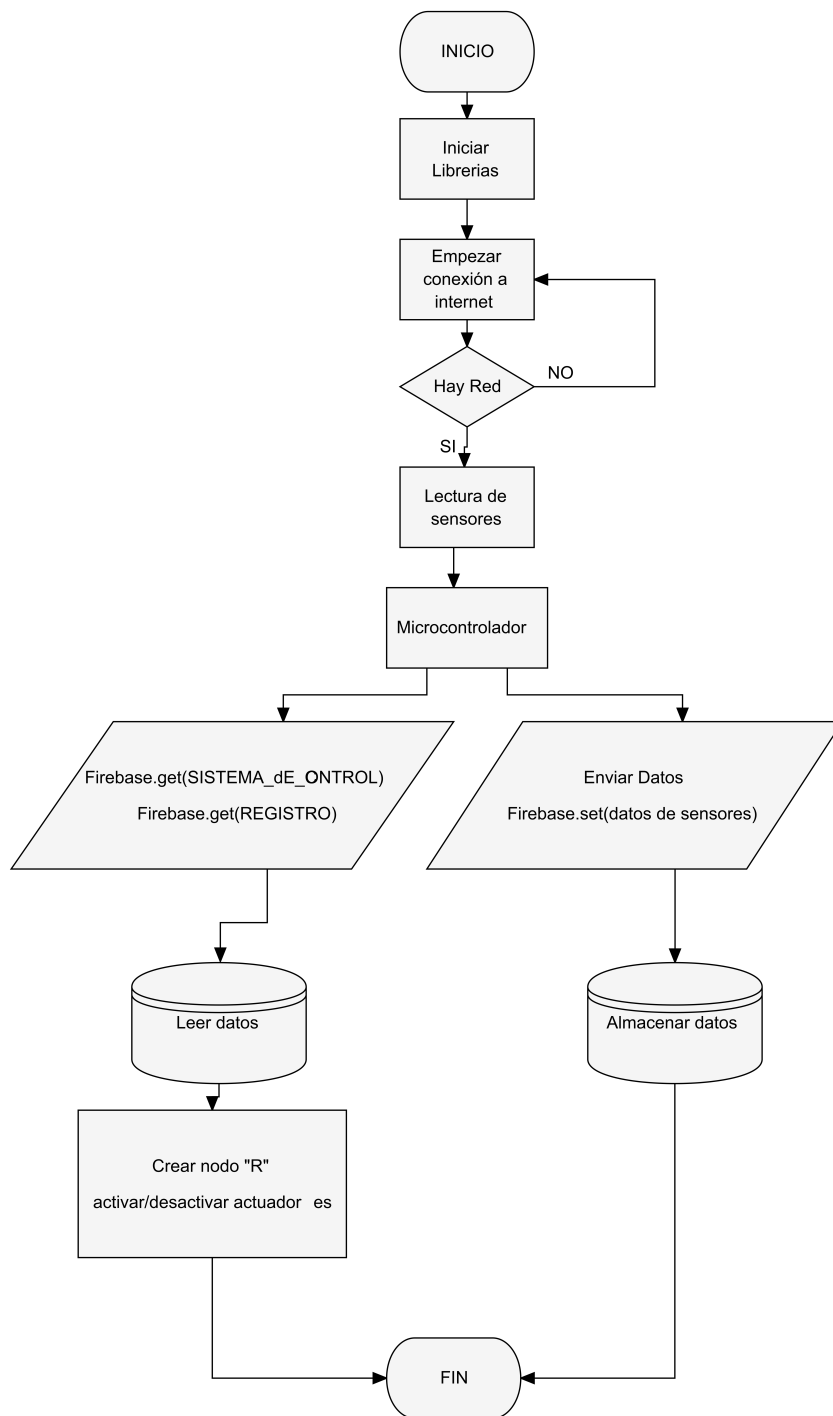 INICIO
Iniciar
Librerias
Empezar
conexión a
internet
Hay Red
NO
SI
Lectura de
sensores
Microcontrolador
Firebase.get(SISTEMA_dE_ONTROL)
Firebase.get(REGISTRO)
Enviar Datos
Firebase.set(datos de sensores)
Leer datos
Almacenar datos
Crear nodo "R"
activar/desactivar actuador es
FIN